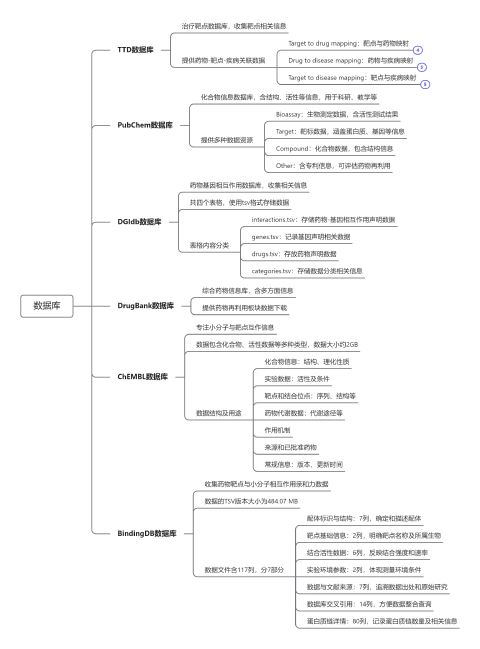 数据库
TTD数据库
治疗靶点数据库，收集靶点相关信息
提供药物-靶点-疾病关联数据
Target to drug mapping：靶点与药物映射
Drug to disease mapping：药物与疾病映射
Target to disease mapping：靶点与疾病映射
PubChem数据库
化合物信息数据库，含结构、活性等信息，用于科研、教学等
提供多种数据资源
Bioassay：生物测定数据，含活性测试结果
Target：靶标数据，涵盖蛋白质、基因等信息
Compound：化合物数据，包含结构信息
Other：含专利信息，可评估药物再利用
DGIdb数据库
药物基因相互作用数据库，收集相关信息
共四个表格，使用tsv格式存储数据
表格内容分类
interactions.tsv：存储药物-基因相互作用声明数据
genes.tsv：记录基因声明相关数据
drugs.tsv：存放药物声明数据
categories.tsv：存储数据分类相关信息
DrugBank数据库
综合药物信息库，含多方面信息
提供药物再利用板块数据下载
ChEMBL数据库
专注小分子与靶点互作信息
数据包含化合物、活性数据等多种类型，数据大小约2GB
数据结构及用途
化合物信息：结构、理化性质
实验数据：活性及条件
靶点和结合位点：序列、结构等
药物代谢数据：代谢途径等
作用机制
来源和已批准药物
常规信息：版本、更新时间
BindingDB数据库
收集药物靶点与小分子相互作用亲和力数据
数据的TSV版本大小为484.07 MB
数据文件含117列，分7部分
配体标识与结构：7列，确定和描述配体
靶点基础信息：2列，明确靶点名称及所属生物
结合活性数据：6列，反映结合强度和速率
实验环境参数：2列，体现测量环境条件
数据与文献来源：7列，追溯数据出处和原始研究
数据库交叉引用：14列，方便数据整合查询
蛋白质链详情：80列，记录蛋白质链数量及相关信息